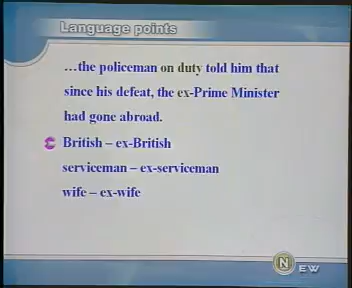 Language points
…the policeman on duty told him that
since his defeat, the ex-Prime Minister
had gone abroad.
British – ex-British
serviceman – ex-serviceman
wife – ex-wife
N EW